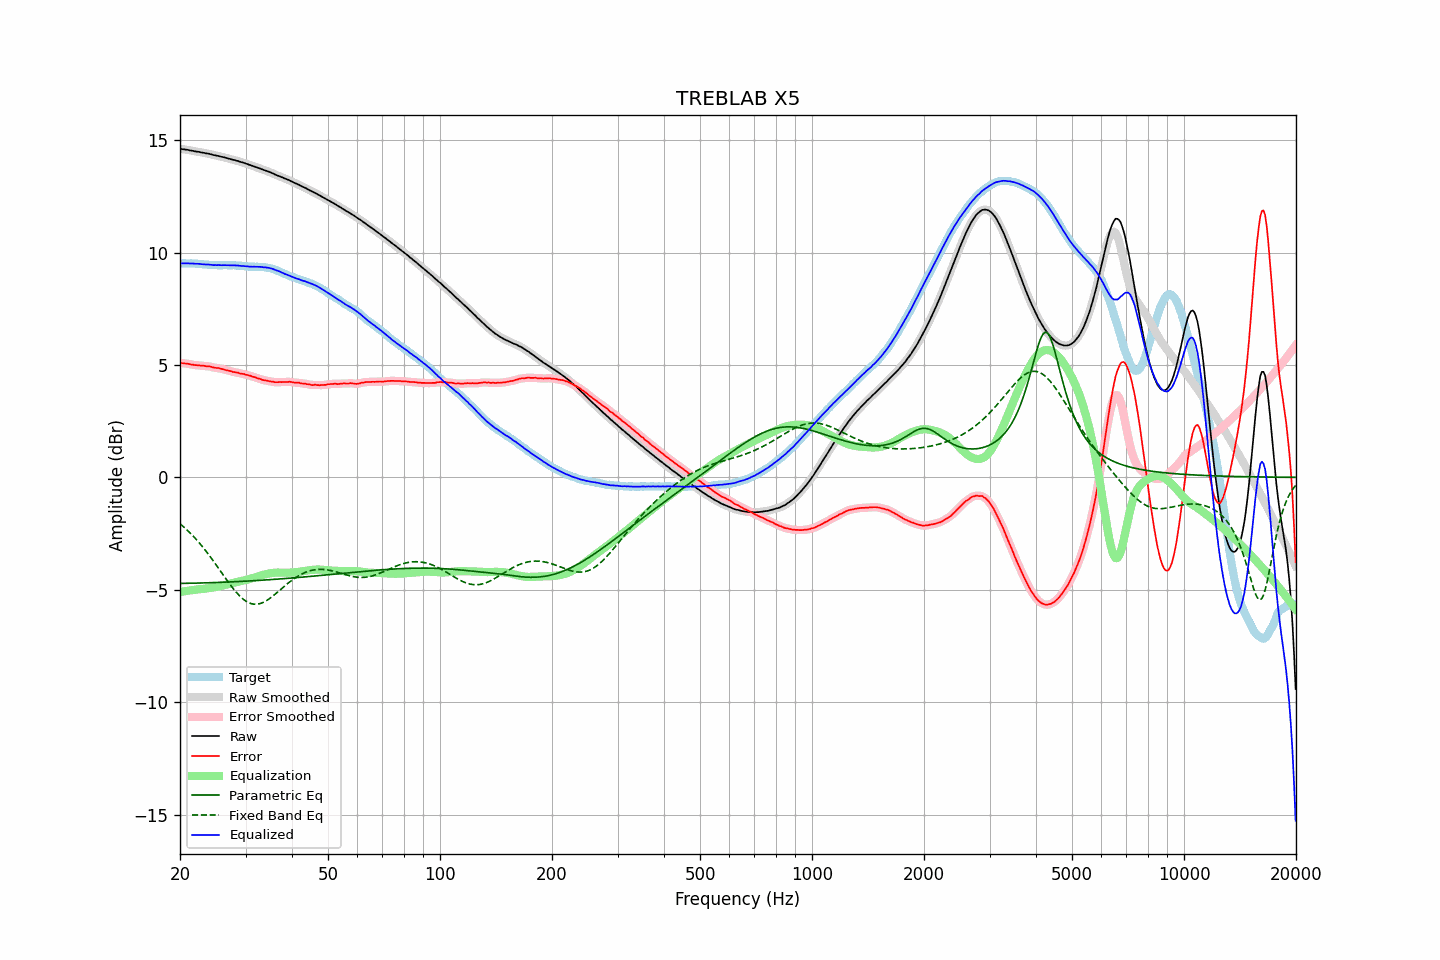 TREBLAB X5
Amplitude (dBr)
15
10
5
0
−5
−10
−15
Target
Raw Smoothed
Error Smoothed
Raw
Error
Equalization
Parametric Eq
Fixed Band Eq
Equalized
20 50 100 200 500 1000 2000 5000 10000 20000
Frequency (Hz)